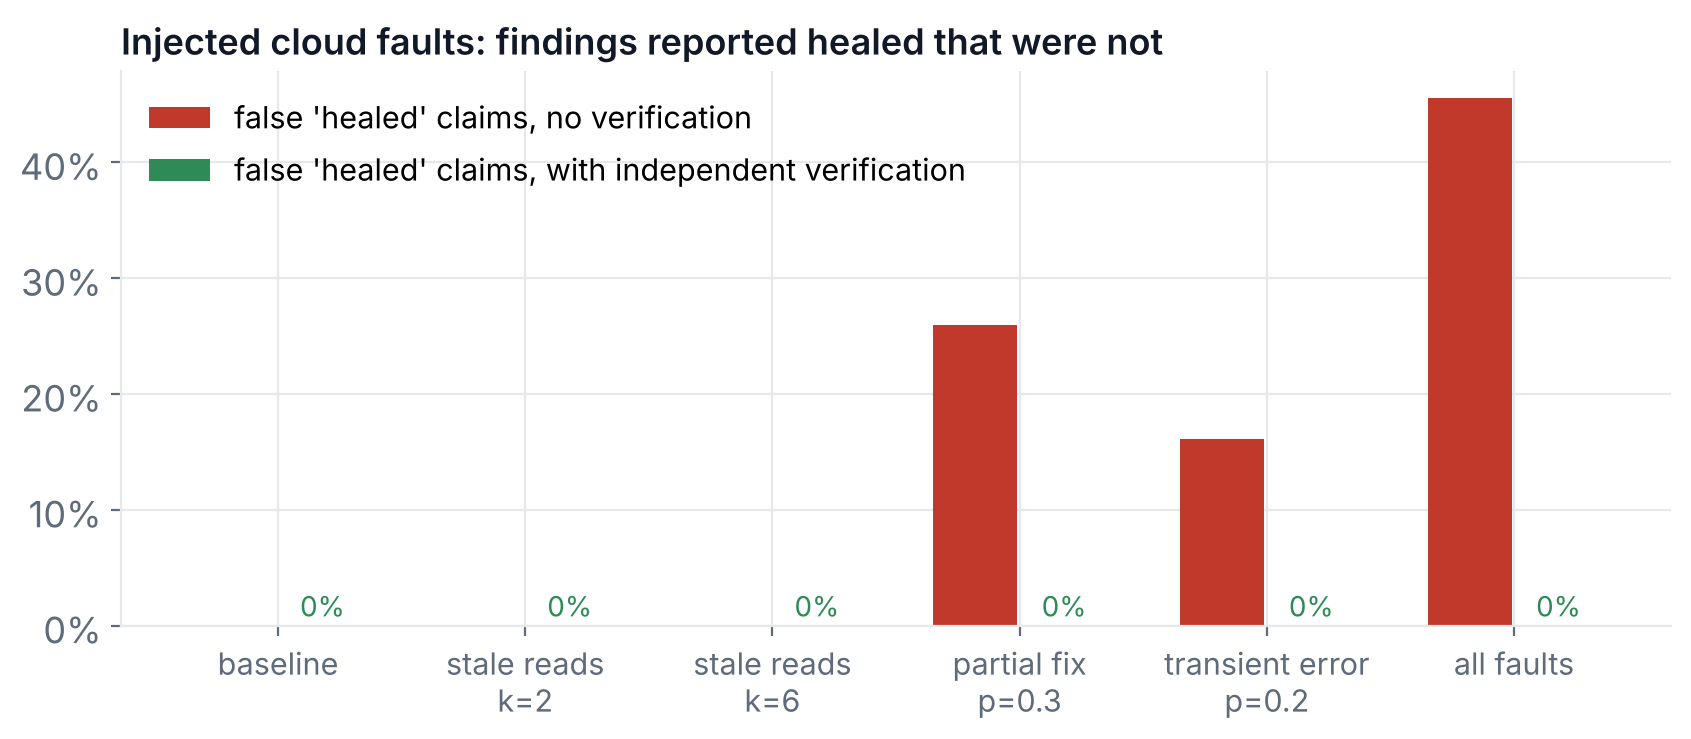 Injected cloud faults: findings reported healed that were not
false 'healed' claims, no verification
false 'healed' claims, with independent verification
40%
30%
20%
10%
0%
0%
0%
0%
0%
0%
0%
baseline
stale reads
k=2
stale reads
k=6
partial fix
p=0.3
transient error
p=0.2
all faults